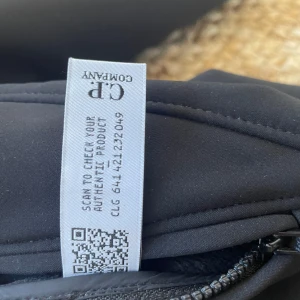 C.P.
COMPANY
SCAN TO CHECK YOUR
AUTHENTIC PRODUCT
CLG 641 421 232 049